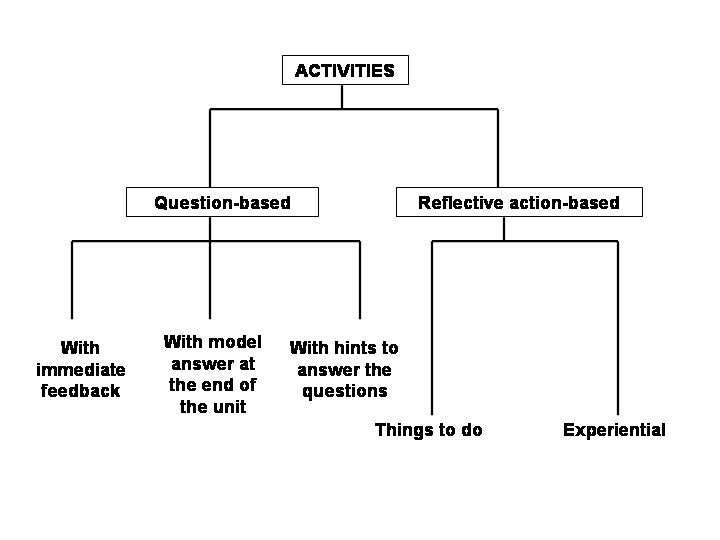 ACTIVITIES
Question-based
Reflective action-based
With
immediate
feedback
With model
answer at
the end of
the unit
With hints to
answer the
questions
Things to do
Experiential